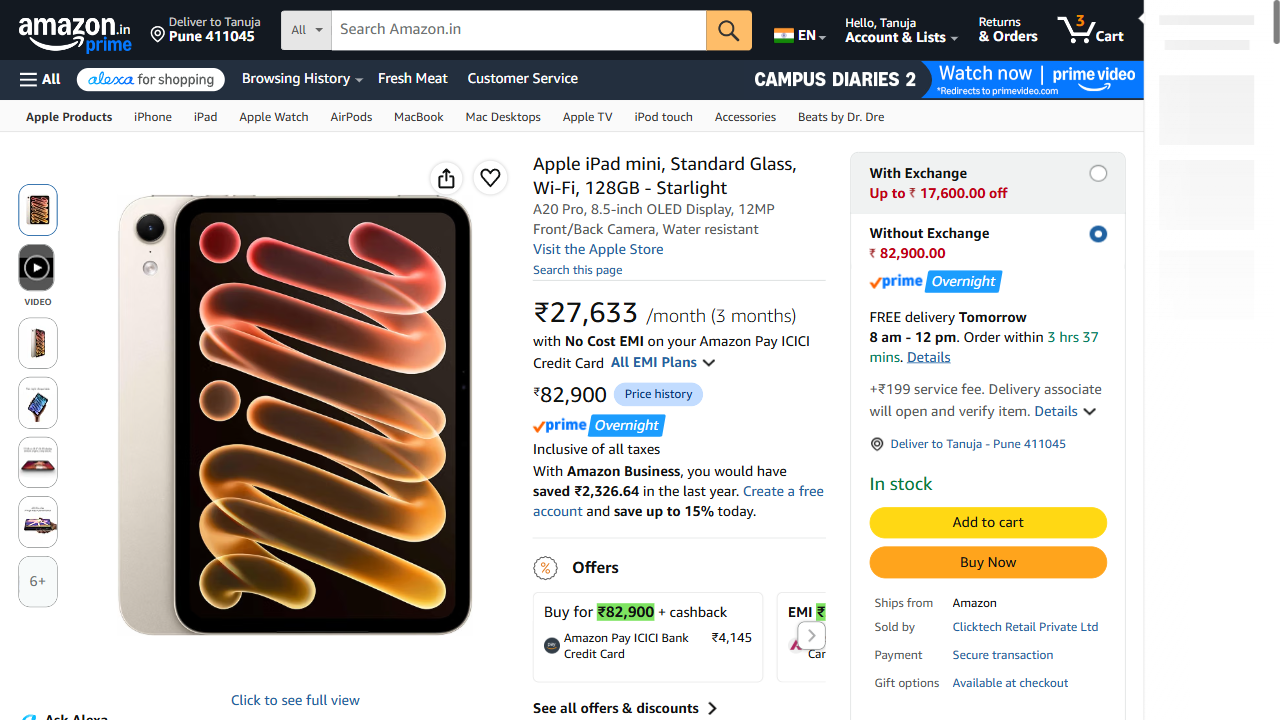 amazon.in
prime
Deliver to Tanuja
Pune 411045
All
Search Amazon.in
EN
Hello, Tanuja
Account & Lists
Returns
& Orders
3
Cart
All
alexa for shopping
Browsing History
Fresh Meat
Customer Service
CAMPUS DIARIES 2
Watch now | prime video
*Redirects to primevideo.com
Apple Products
iPhone
iPad
Apple Watch
AirPods
MacBook
Mac Desktops
Apple TV
iPod touch
Accessories
Beats by Dr. Dre
VIDEO
6+
Click to see full view
Ask Alexa
Apple iPad mini, Standard Glass,
Wi-Fi, 128GB - Starlight
A20 Pro, 8.5-inch OLED Display, 12MP
Front/Back Camera, Water resistant
Visit the Apple Store
Search this page
₹27,633 /month (3 months)
with No Cost EMI on your Amazon Pay ICICI
Credit Card All EMI Plans
₹82,900 Price history
prime Overnight
Inclusive of all taxes
With Amazon Business, you would have
saved ₹2,326.64 in the last year. Create a free
account and save up to 15% today.
Offers
Buy for ₹82,900 + cashback
Amazon Pay ICICI Bank
Credit Card
₹4,145
EMI ₹
Car
See all offers & discounts
With Exchange
Up to ₹ 17,600.00 off
Without Exchange
₹ 82,900.00
prime Overnight
FREE delivery Tomorrow
8 am - 12 pm. Order within 3 hrs 37
mins. Details
+₹199 service fee. Delivery associate
will open and verify item. Details
Deliver to Tanuja - Pune 411045
In stock
Add to cart
Buy Now
Ships from Amazon
Sold by Clicktech Retail Private Ltd
Payment Secure transaction
Gift options Available at checkout